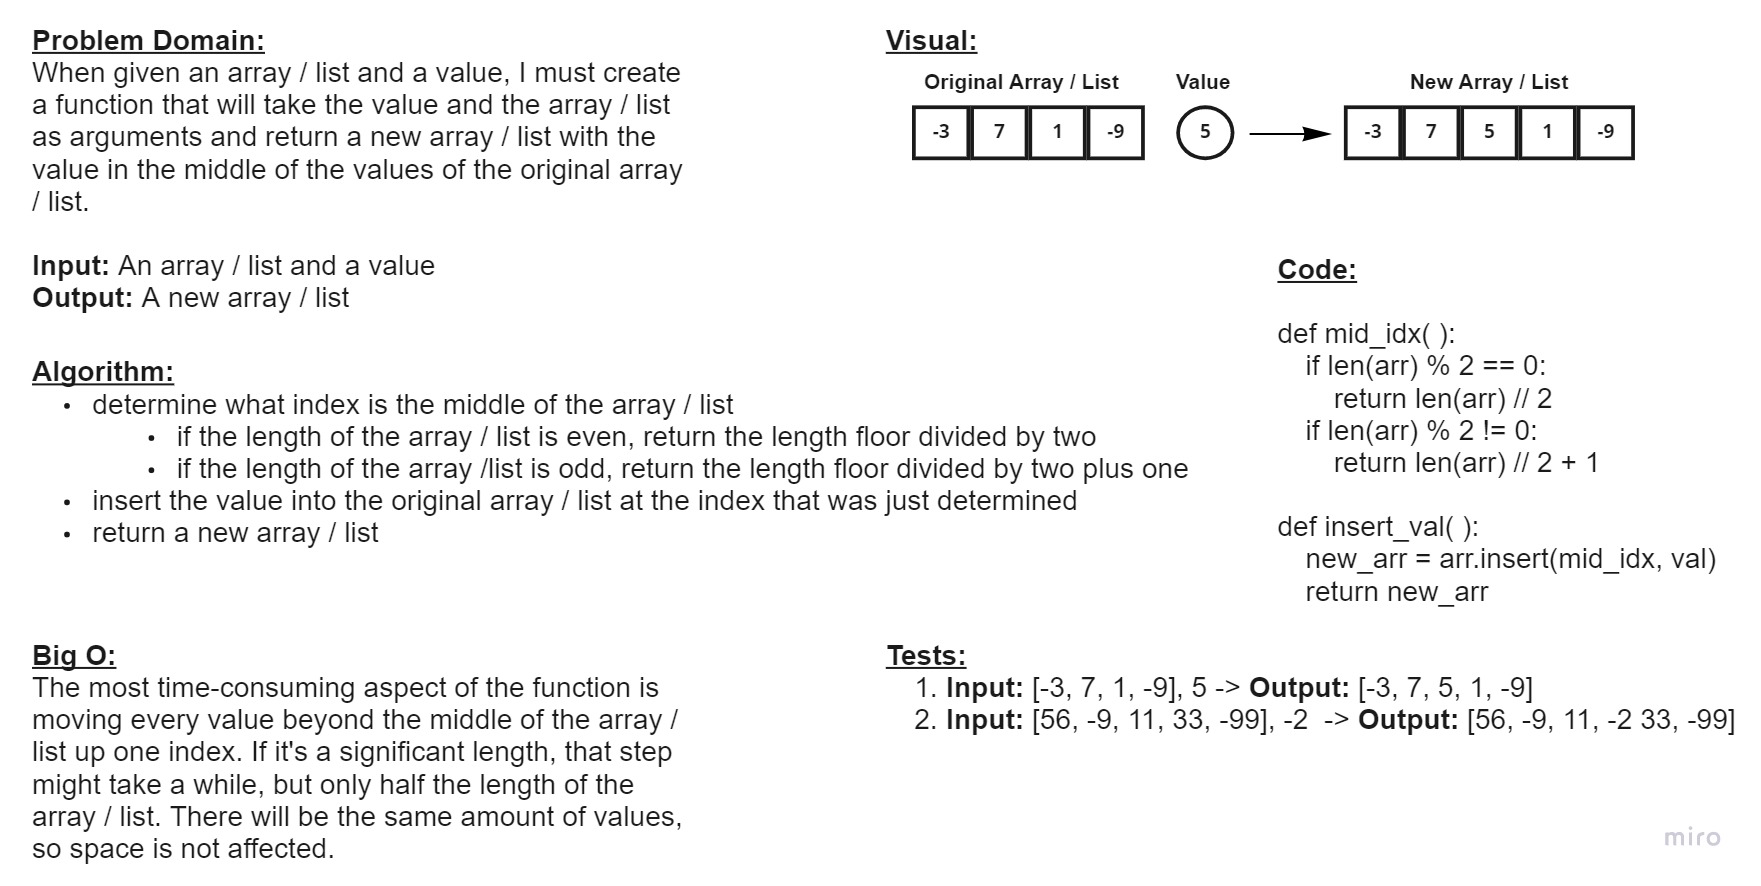 Problem Domain:
When given an array / list and a value, I must create
a function that will take the value and the array / list
as arguments and return a new array / list with the
value in the middle of the values of the original array
/ list.
Input: An array / list and a value
Output: A new array / list
Visual:
Original Array / List
Value
New Array / List
-3 7 1 -9
5
-3 7 5 1 -9
Algorithm:
• determine what index is the middle of the array / list
• if the length of the array / list is even, return the length floor divided by two
• if the length of the array /list is odd, return the length floor divided by two plus one
• insert the value into the original array / list at the index that was just determined
• return a new array / list
Code:
def mid_idx( ):
if len(arr) % 2 == 0:
return len(arr) // 2
if len(arr) % 2 != 0:
return len(arr) // 2 + 1
def insert_val( ):
new_arr = arr.insert(mid_idx, val)
return new_arr
Big O:
The most time-consuming aspect of the function is
moving every value beyond the middle of the array /
list up one index. If it's a significant length, that step
might take a while, but only half the length of the
array / list. There will be the same amount of values,
so space is not affected.
Tests:
1. Input: [-3, 7, 1, -9], 5 -> Output: [-3, 7, 5, 1, -9]
2. Input: [56, -9, 11, 33, -99], -2 -> Output: [56, -9, 11, -2 33, -99]
miro